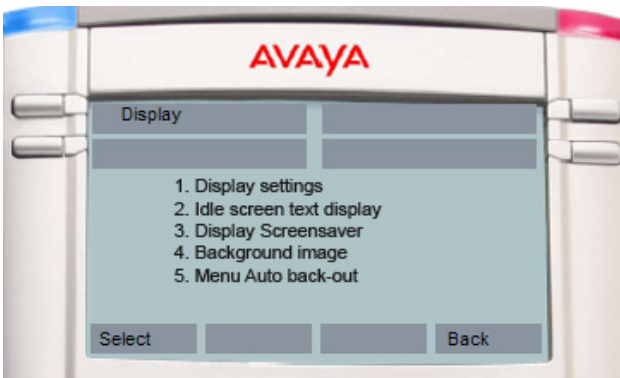 AVAYA
Display
1. Display settings
2. Idle screen text display
3. Display Screensaver
4. Background image
5. Menu Auto back-out
Select Back